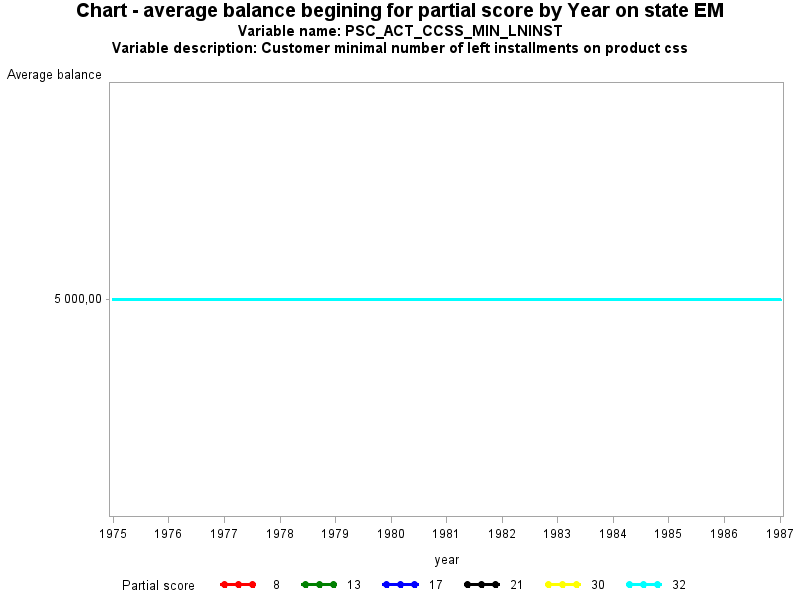 Chart - average balance begining for partial score by Year on state EM
Variable name: PSC_ACT_CCSS_MIN_LNINST
Variable description: Customer minimal number of left installments on product css
Average balance
5 000,00
1975 1976 1977 1978 1979 1980 1981 1982 1983 1984 1985 1986 1987
year
Partial score 8 13 17 21 30 32